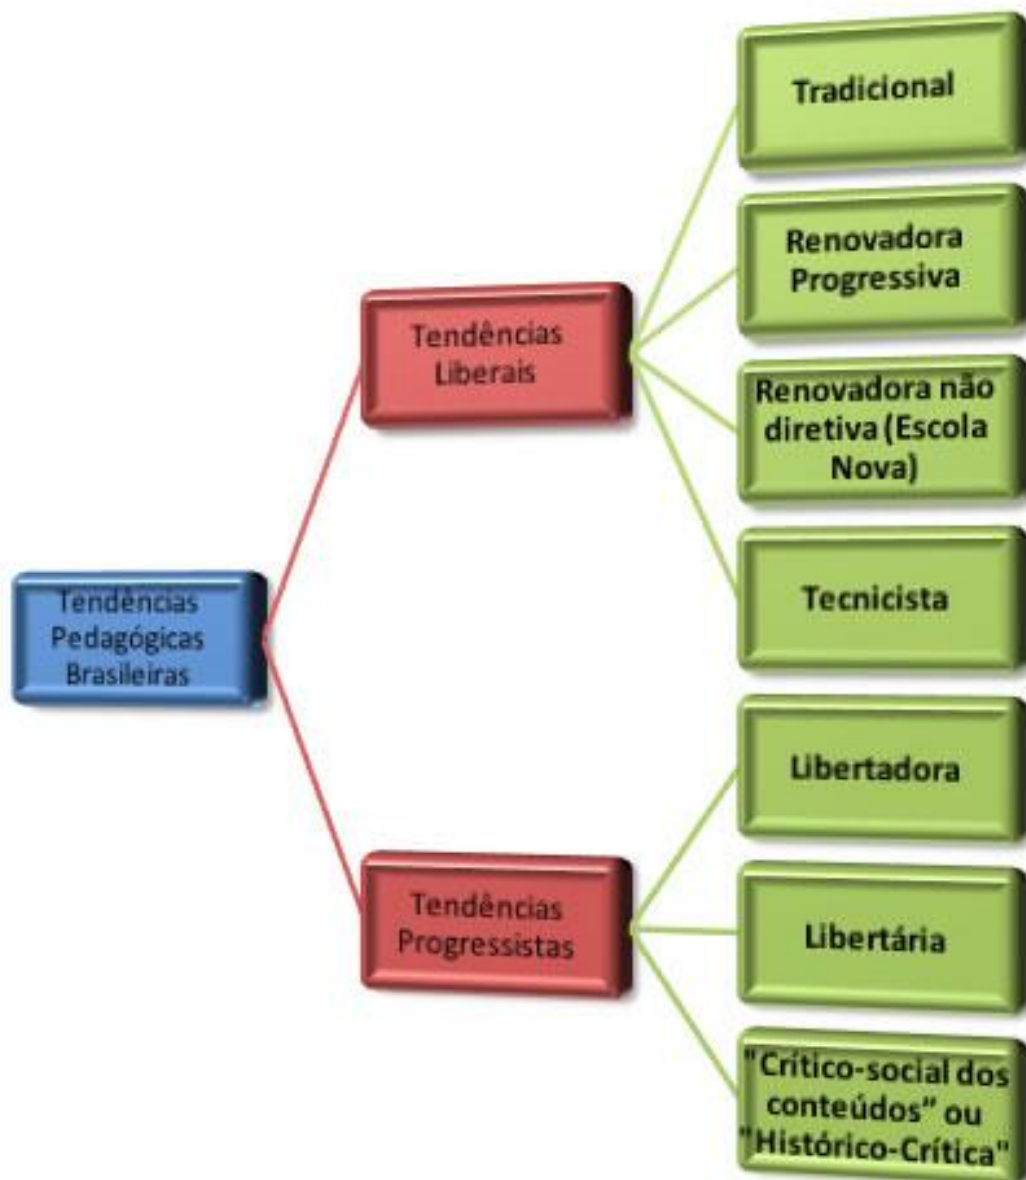 Tendências
Pedagógicas
Brasileiras
Tendências
Liberais
Tradicional
Renovadora
Progressiva
Renovadora não
diretiva (Escola
Nova)
Tecnicista
Tendências
Progressistas
Libertadora
Libertária
"Crítico-social dos
conteúdos” ou
"Histórico-Crítica"